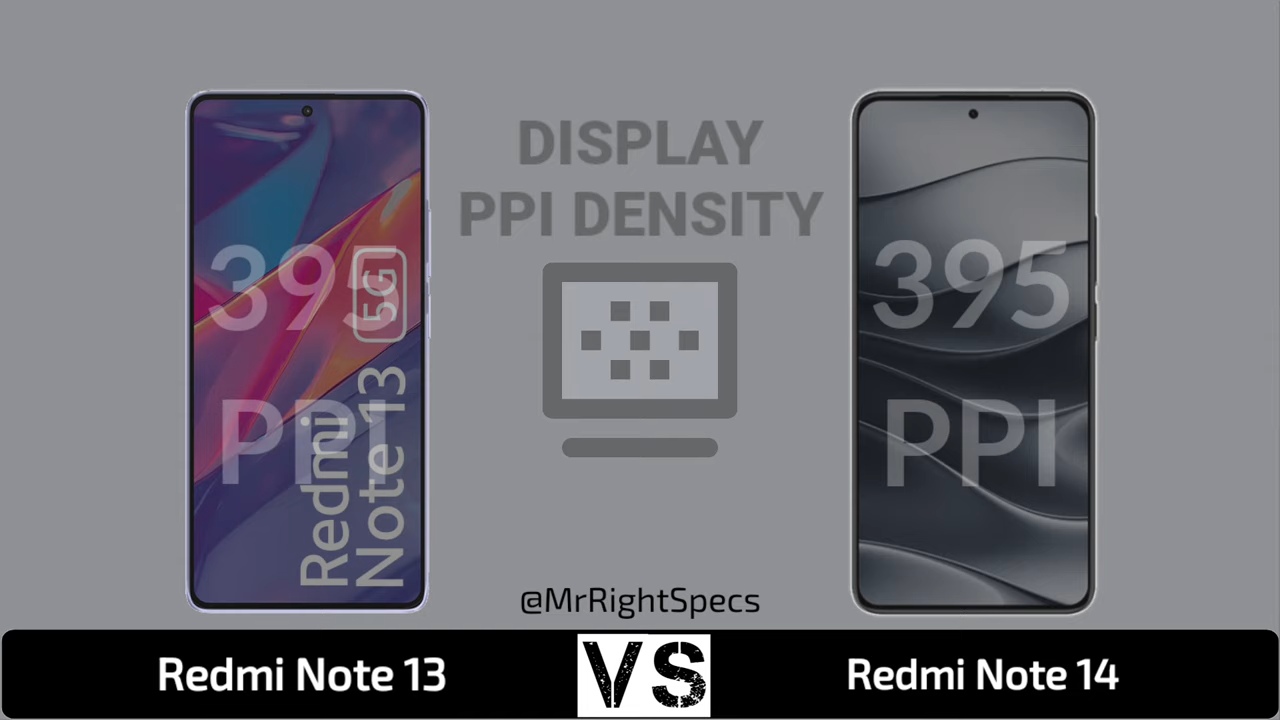 DISPLAY
PPI DENSITY
395
PPI
5G
Redmi
Note 13
395
PPI
@MrRightSpecs
Redmi Note 13
VS
Redmi Note 14